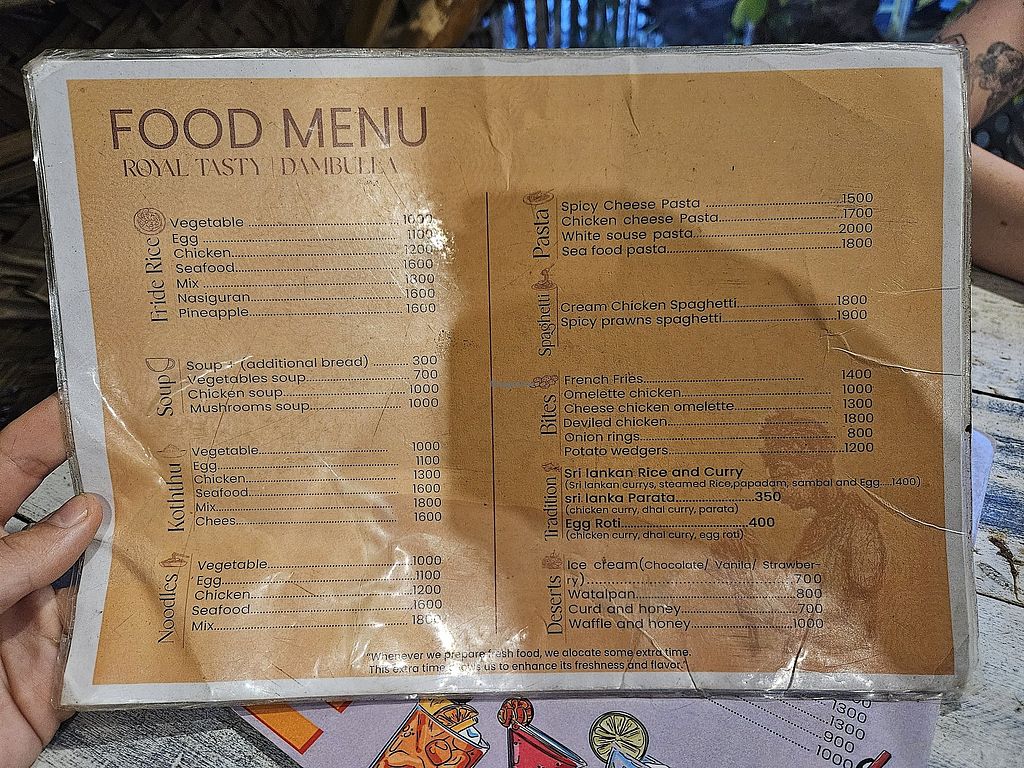 FOOD MENU
ROYAL TASTY | DAMBULLA
Fride Rice
Vegetable 1000
Egg 1100
Chicken 1200
Seafood 1600
Mix 1800
Nasiguran 1600
Pineapple 1600
Soup
Soup + (additional bread) 300
Vegetables soup 700
Chicken soup 1000
Mushrooms soup 1000
Koththu
Vegetable 1000
Egg 1100
Chicken 1300
Seafood 1600
Mix 1800
Chees 1600
Noodles
Vegetable 1000
Egg 1100
Chicken 1200
Seafood 1600
Mix 1800
Pasta
Spicy Cheese Pasta 1500
Chicken cheese Pasta 1700
White souse pasta 2000
Sea food pasta 1800
Spaghetti
Cream Chicken Spaghetti 1800
Spicy prawns spaghetti 1900
Bites
French Fries 1400
Omelette chicken 1000
Cheese chicken omelette 1300
Deviled chicken 1800
Onion rings 800
Potato wedgers 1200
Tradition
Sri lankan Rice and Curry
(Sri lankan currys, steamed Rice,papadam, sambal and Egg....1400)
sri lanka Parata 350
(chicken curry, dhal curry, parata)
Egg Roti 400
(chicken curry, dhal curry, egg roti)
Deserts
Ice cream(Chocolate/ Vanila/ Strawber-
ry) 700
Watalpan 800
Curd and honey 700
Waffle and honey 1000
"Whenever we prepare fresh food, we alocate some extra time.
This extra time allows us to enhance its freshness and flavor."
1300
1300
900
1000